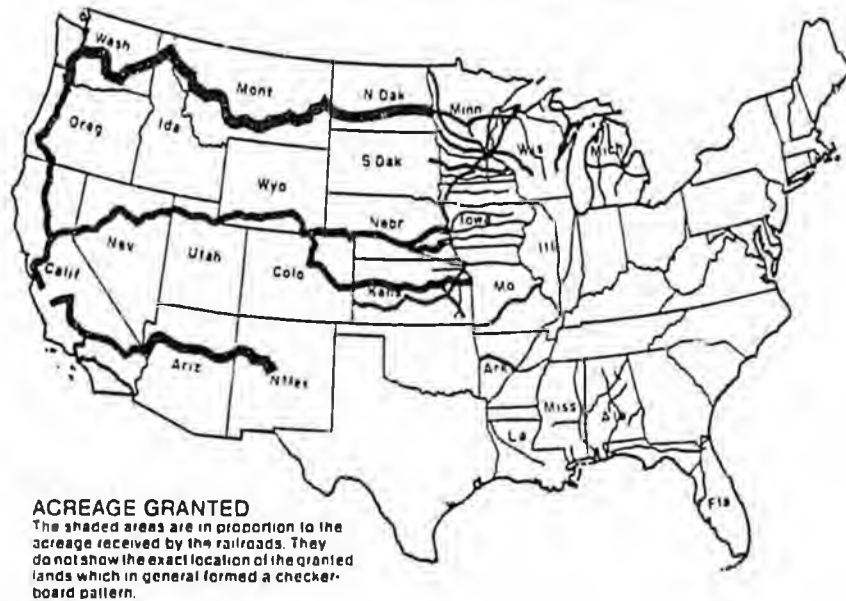 Wash
Mont
N Dak
Minn
Oreg
Ida
S Dak
Wis
Mich
Wyo
Nebr
Iowa
Ill
Nev
Utah
Colo
Calif
Kans
Mo
Ariz
N Mex
Ark
Miss
Ala
La
Fla
ACREAGE GRANTED
The shaded areas are in proportion to the
acreage received by the railroads. They
do not show the exact location of the granted
lands which in general formed a checker-
board pattern.